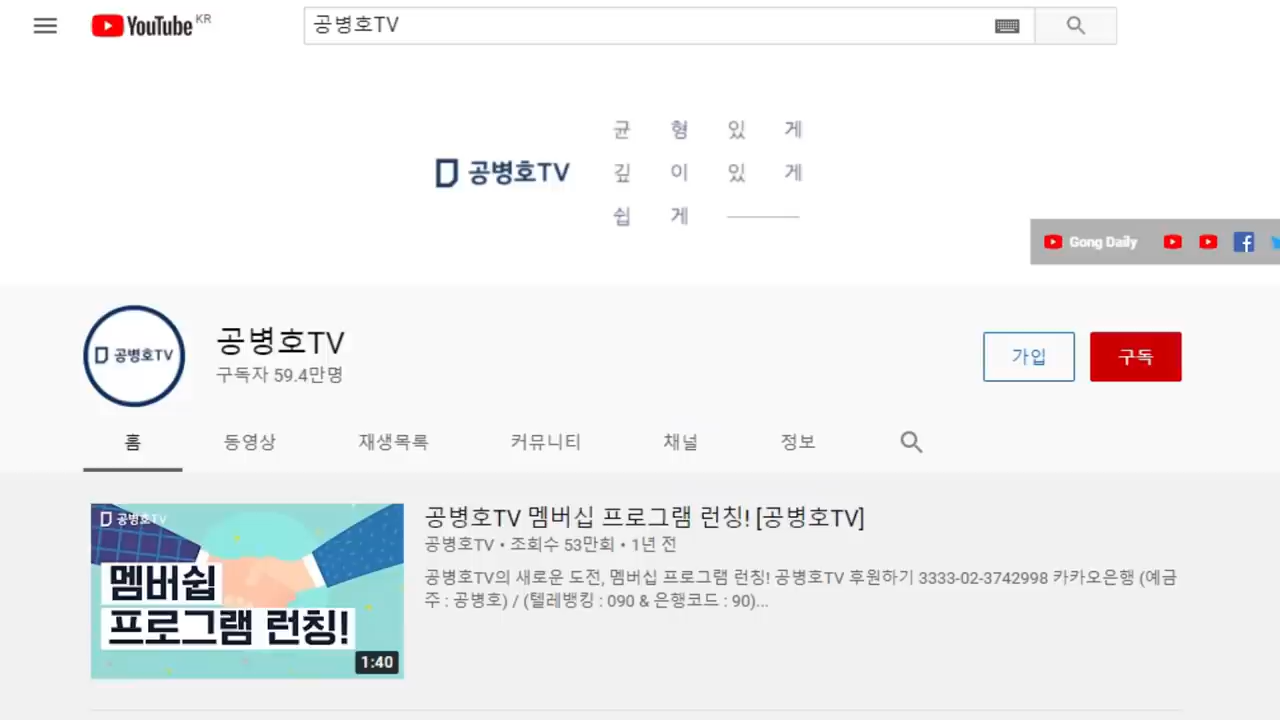 YouTube KR
공병호TV
균 형 있 게
공병호TV
깊 이 있 게
쉽 게
Gong Daily
공병호TV
공병호TV
구독자 59.4만명
가입
구독
홈 동영상 재생목록 커뮤니티 채널 정보
공병호TV
멤버쉽
프로그램 런칭!
1:40
공병호TV 멤버십 프로그램 런칭! [공병호TV]
공병호TV • 조회수 53만회 • 1년 전
공병호TV의 새로운 도전, 멤버십 프로그램 런칭! 공병호TV 후원하기 3333-02-3742998 카카오은행 (예금
주 : 공병호) / (텔레뱅킹 : 090 & 은행코드 : 90)...